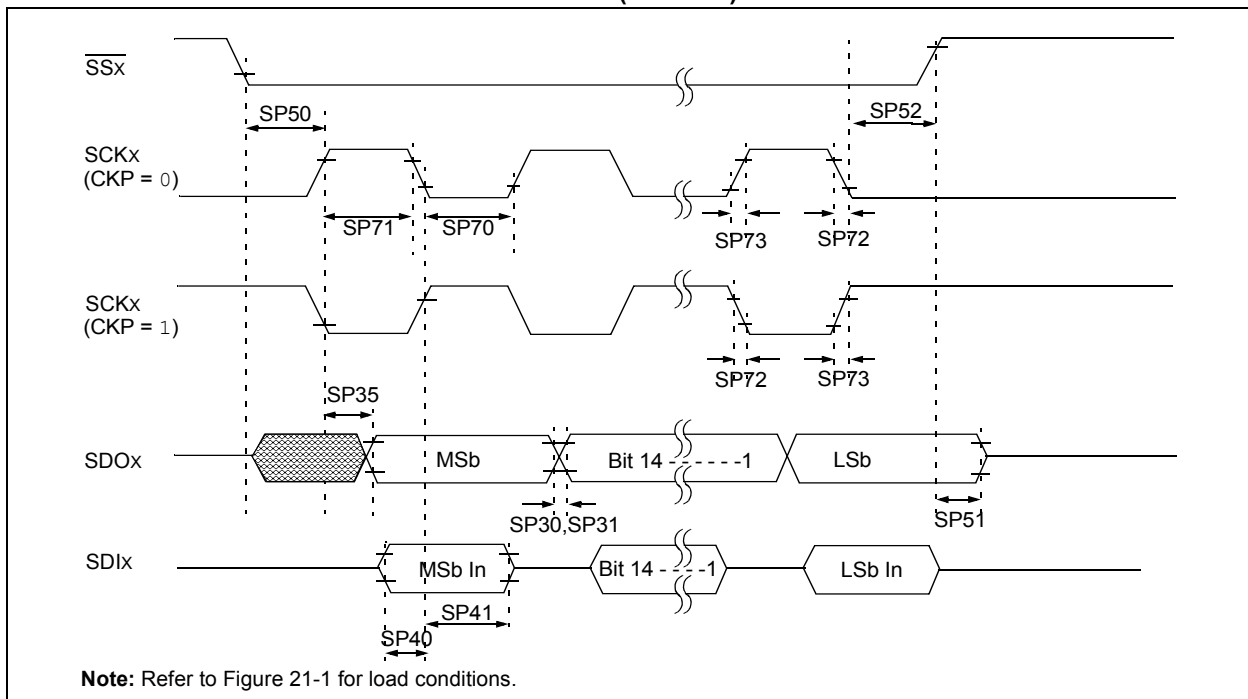 SSx
SP50
SP52
SCKx
(CKP = 0)
SP71
SP70
SP73
SP72
SCKx
(CKP = 1)
SP72
SP73
SP35
SDOx
MSb
Bit 14 - - - - - -1
LSb
SP30,SP31
SP51
SDIx
MSb In
Bit 14 - - - -1
LSb In
SP41
SP40
Note: Refer to Figure 21-1 for load conditions.